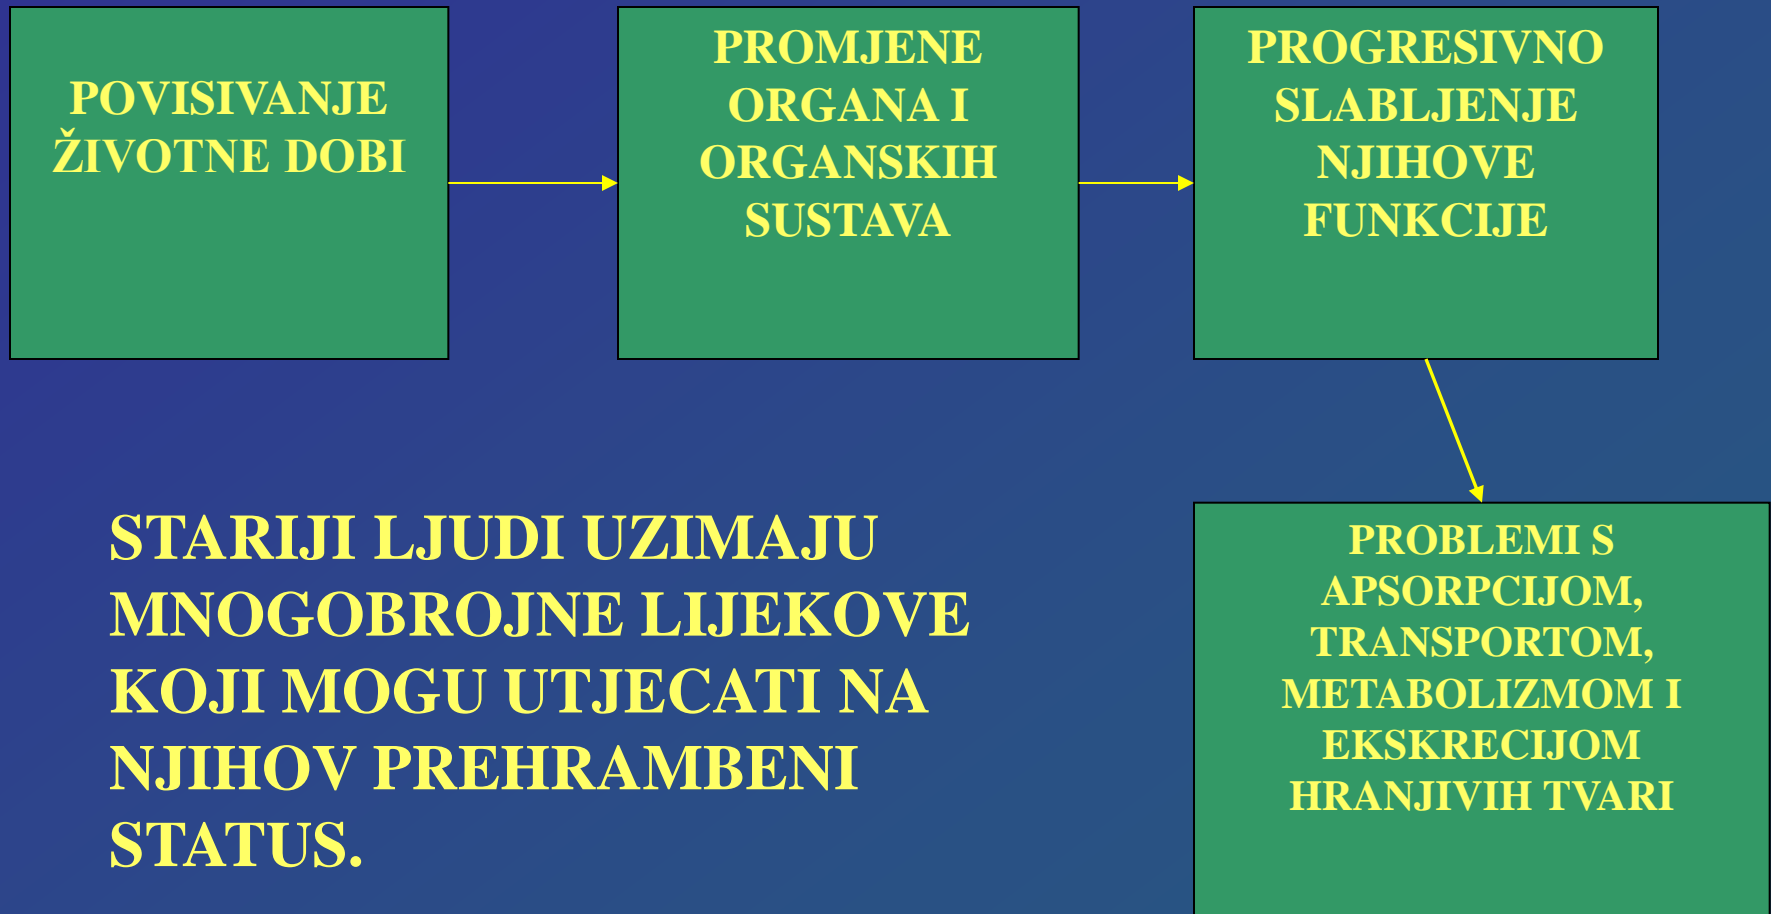 POVISIVANJE
ŽIVOTNE DOBI
PROMJENE
ORGANA I
ORGANSKIH
SUSTAVA
PROGRESIVNO
SLABLJENJE
NJIHOVE
FUNKCIJE
PROBLEMI S
APSORPCIJOM,
TRANSPORTOM,
METABOLIZMOM I
EKSKRECIJOM
HRANJIVIH TVARI
STARIJI LJUDI UZIMAJU
MNOGOBROJNE LIJEKOVE
KOJI MOGU UTJECATI NA
NJIHOV PREHRAMBENI
STATUS.